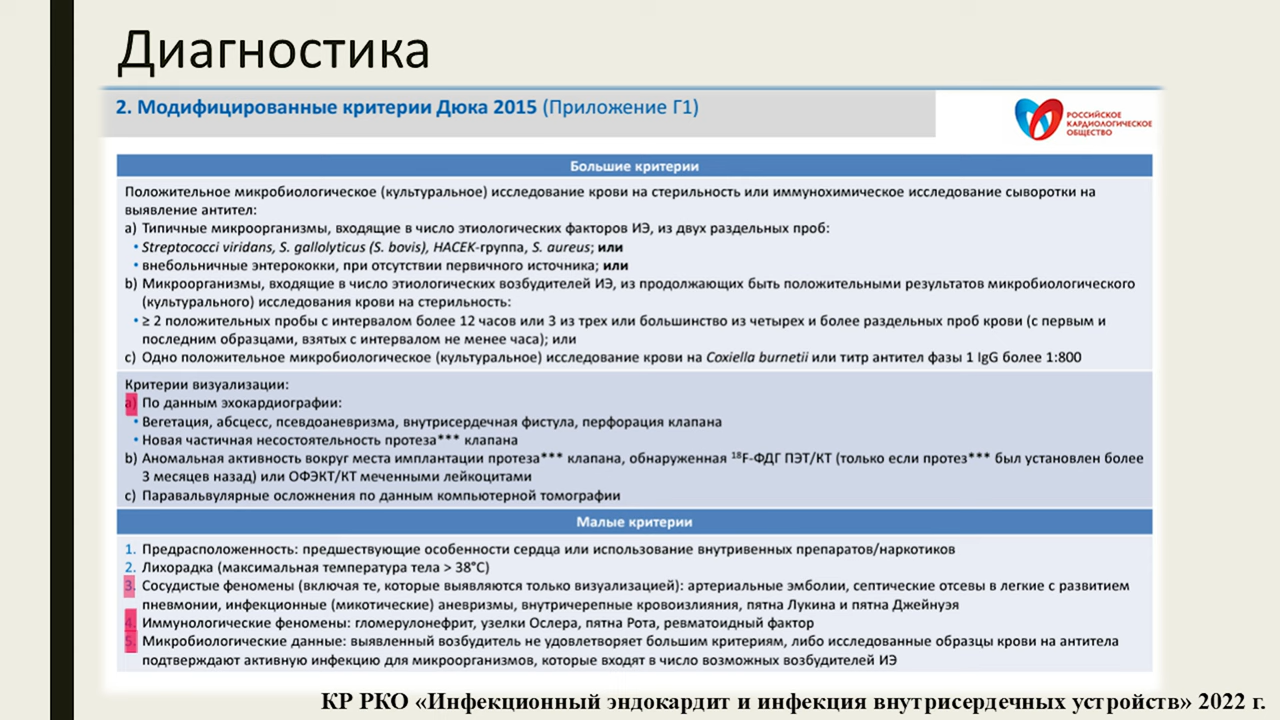 Диагностика
2. Модифицированные критерии Дюка 2015 (Приложение Г1)
РОССИЙСКОЕ
КАРДИОЛОГИЧЕСКОЕ
ОБЩЕСТВО
Большие критерии
Положительное микробиологическое (культуральное) исследование крови на стерильность или иммунохимическое исследование сыворотки на
выявление антител:
a) Типичные микроорганизмы, входящие в число этиологических факторов ИЭ, из двух раздельных проб:
• Streptococci viridans, S. gallolyticus (S. bovis), HACEK-группа, S. aureus; или
• внебольничные энтерококки, при отсутствии первичного источника; или
b) Микроорганизмы, входящие в число этиологических возбудителей ИЭ, из продолжающих быть положительными результатов микробиологического
(культурального) исследования крови на стерильность:
• ≥ 2 положительных пробы с интервалом более 12 часов или 3 из трех или большинство из четырех и более раздельных проб крови (с первым и
последним образцами, взятых с интервалом не менее часа); или
c) Одно положительное микробиологическое (культуральное) исследование крови на Coxiella burnetii или титр антител фазы 1 IgG более 1:800
Критерии визуализации:
a) По данным эхокардиографии:
• Вегетация, абсцесс, псевдоаневризма, внутрисердечная фистула, перфорация клапана
• Новая частичная несостоятельность протеза*** клапана
b) Аномальная активность вокруг места имплантации протеза*** клапана, обнаруженная ¹⁸F-ФДГ ПЭТ/КТ (только если протез*** был установлен более
3 месяцев назад) или ОФЭКТ/КТ меченными лейкоцитами
c) Паравальвулярные осложнения по данным компьютерной томографии
Малые критерии
1. Предрасположенность: предшествующие особенности сердца или использование внутривенных препаратов/наркотиков
2. Лихорадка (максимальная температура тела > 38°C)
3. Сосудистые феномены (включая те, которые выявляются только визуализацией): артериальные эмболии, септические отсевы в легкие с развитием
пневмонии, инфекционные (микотические) аневризмы, внутричерепные кровоизлияния, пятна Лукина и пятна Джейнуэя
4. Иммунологические феномены: гломерулонефрит, узелки Ослера, пятна Рота, ревматоидный фактор
5. Микробиологические данные: выявленный возбудитель не удовлетворяет большим критериям, либо исследованные образцы крови на антитела
подтверждают активную инфекцию для микроорганизмов, которые входят в число возможных возбудителей ИЭ
КР РКО «Инфекционный эндокардит и инфекция внутрисердечных устройств» 2022 г.